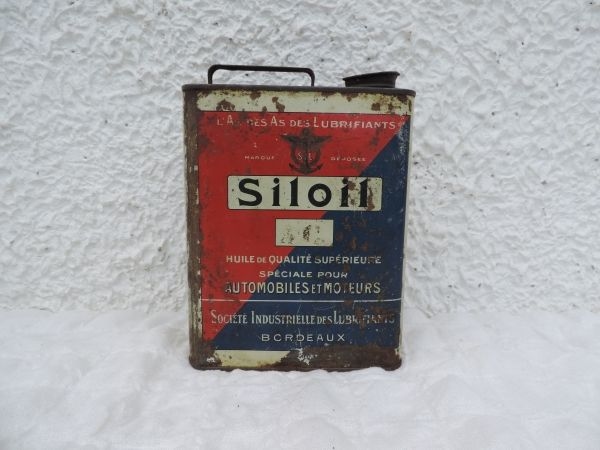 L'AS DES AS DES LUBRIFIANTS
MARQUE DÉPOSÉE
Siloil
HUILE DE QUALITÉ SUPÉRIEURE
SPÉCIALE POUR
AUTOMOBILES ET MOTEURS
SOCIÉTÉ INDUSTRIELLE DES LUBRIFIANTS
BORDEAUX